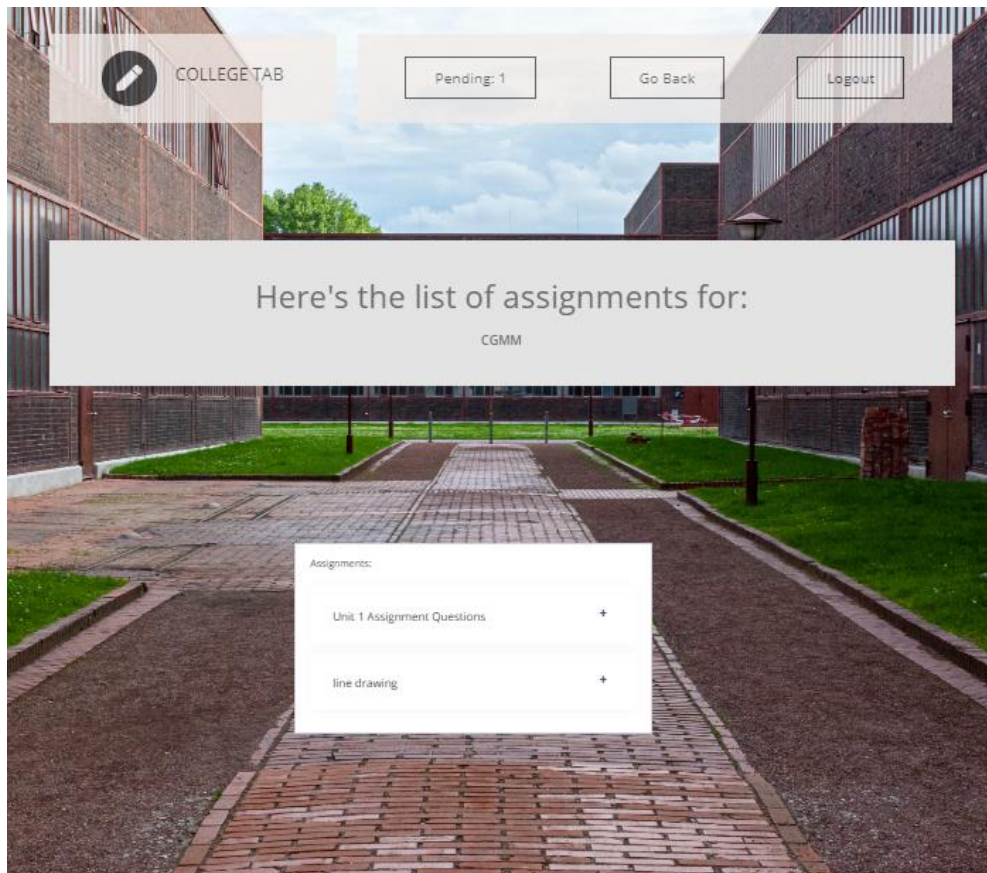 COLLEGE TAB
Pending: 1
Go Back
Logout
Here's the list of assignments for:
CGMM
Assignments:
Unit 1 Assignment Questions
+
line drawing
+